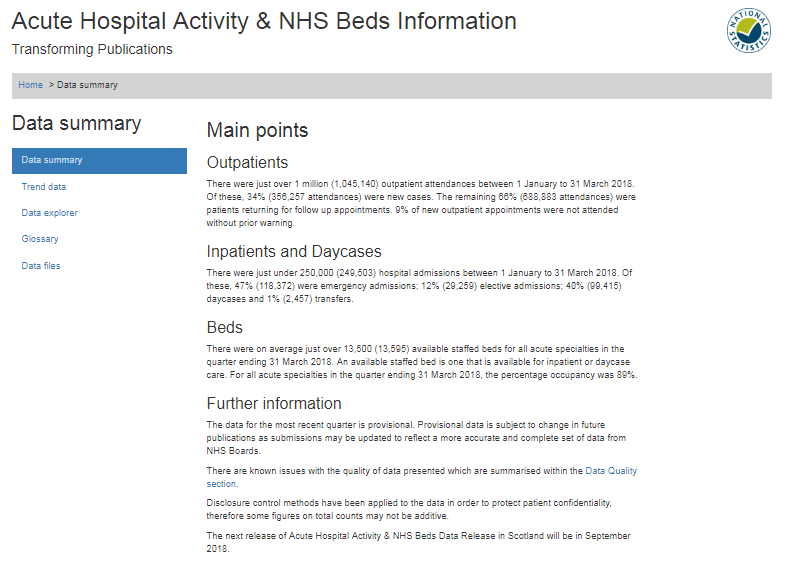 Acute Hospital Activity & NHS Beds Information
Transforming Publications
NATIONAL STATISTICS
Home > Data summary
Data summary
Data summary
Trend data
Data explorer
Glossary
Data files
Main points
Outpatients
There were just over 1 million (1,045,140) outpatient attendances between 1 January to 31 March 2018.
Of these, 34% (356,257 attendances) were new cases. The remaining 66% (688,883 attendances) were
patients returning for follow up appointments. 9% of new outpatient appointments were not attended
without prior warning.
Inpatients and Daycases
There were just under 250,000 (249,503) hospital admissions between 1 January to 31 March 2018. Of
these, 47% (118,372) were emergency admissions; 12% (29,259) elective admissions; 40% (99,415)
daycases and 1% (2,457) transfers.
Beds
There were on average just over 13,500 (13,595) available staffed beds for all acute specialties in the
quarter ending 31 March 2018. An available staffed bed is one that is available for inpatient or daycase
care. For all acute specialties in the quarter ending 31 March 2018, the percentage occupancy was 89%.
Further information
The data for the most recent quarter is provisional. Provisional data is subject to change in future
publications as submissions may be updated to reflect a more accurate and complete set of data from
NHS Boards.
There are known issues with the quality of data presented which are summarised within the Data Quality
section.
Disclosure control methods have been applied to the data in order to protect patient confidentiality,
therefore some figures on total counts may not be additive.
The next release of Acute Hospital Activity & NHS Beds Data Release in Scotland will be in September
2018.